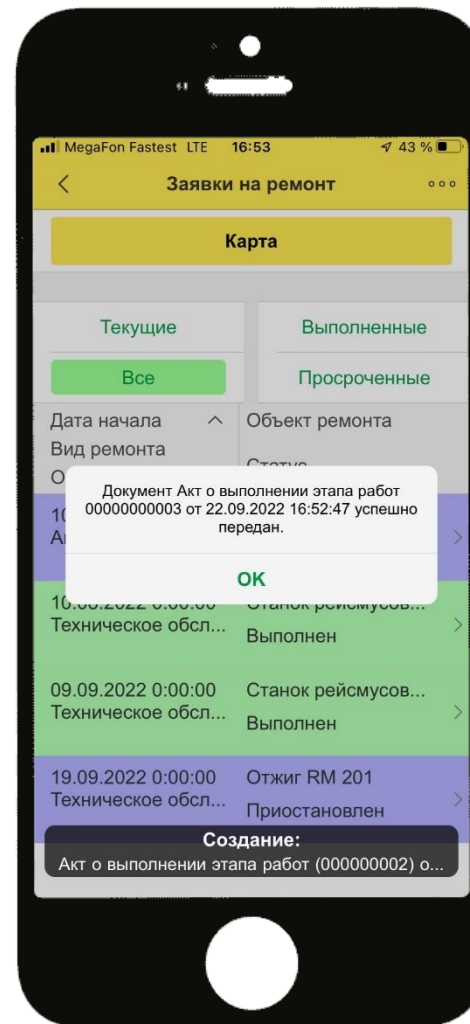 MegaFon Fastest LTE 16:53 43 %
Заявки на ремонт
Карта
Текущие Выполненные
Все Просроченные
Дата начала Объект ремонта
Вид ремонта
Статус
Документ Акт о выполнении этапа работ
00000000003 от 22.09.2022 16:52:47 успешно
передан.
OK
Техническое обсл... Выполнен
09.09.2022 0:00:00 Станок рейсмусов...
Техническое обсл... Выполнен
19.09.2022 0:00:00 Отжиг RM 201
Техническое обсл... Приостановлен
Создание:
Акт о выполнении этапа работ (000000002) о...